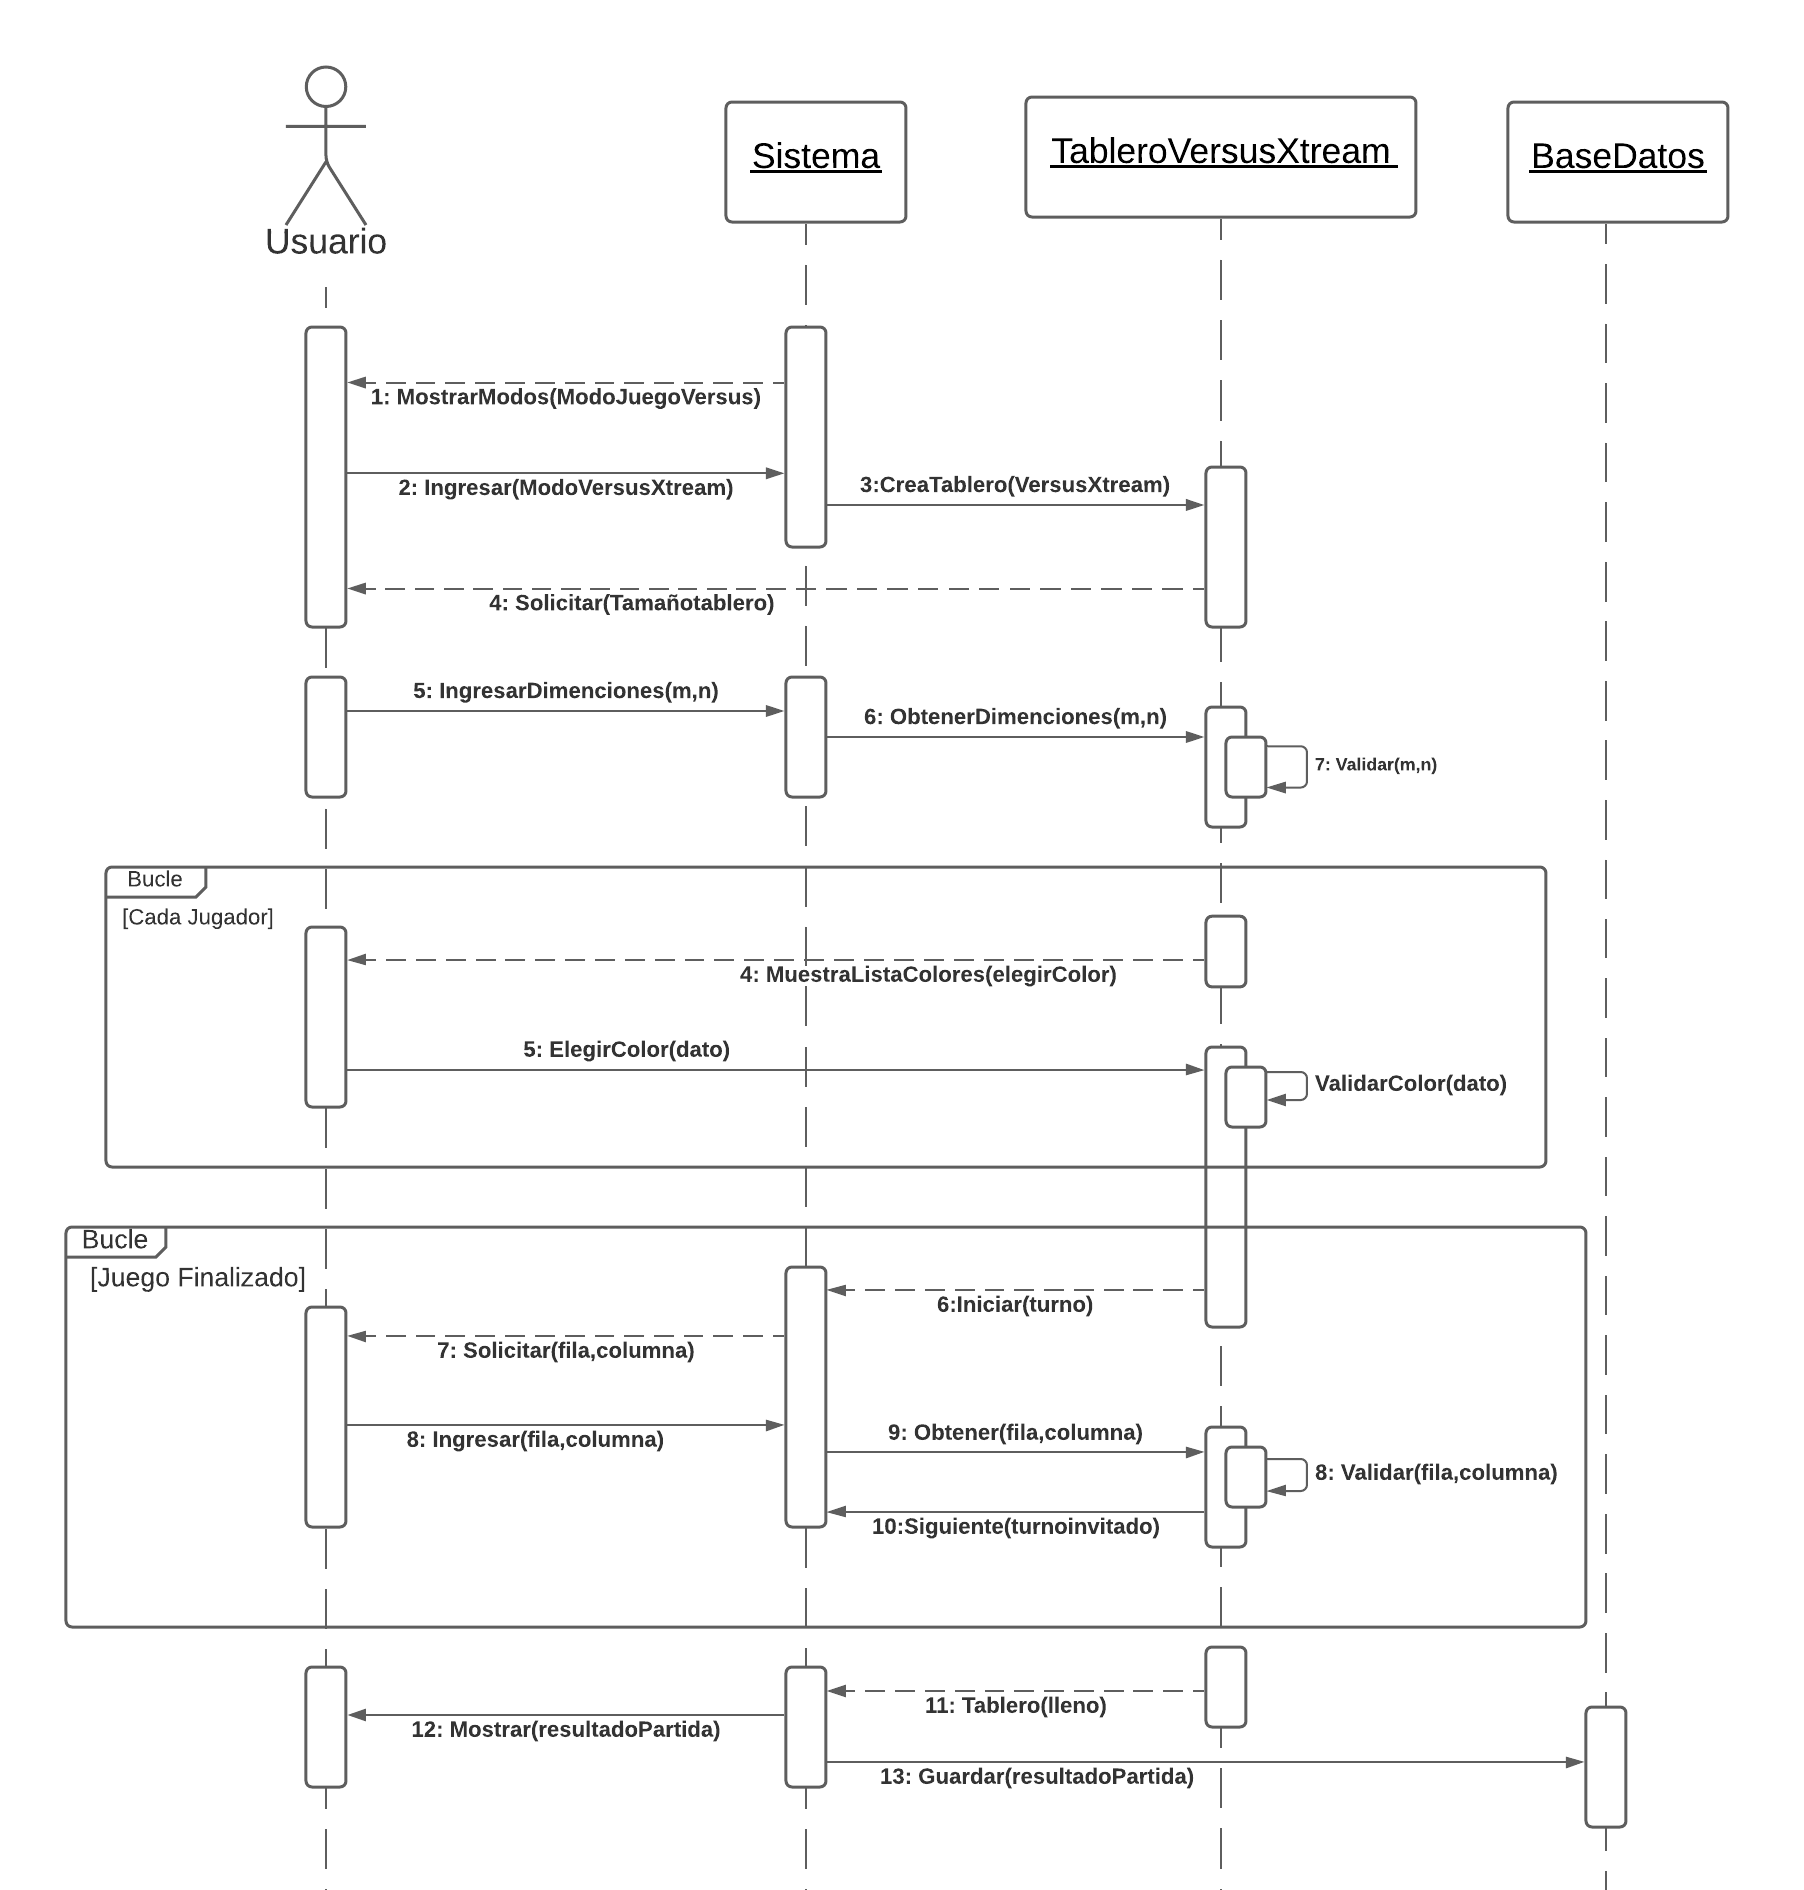 Usuario
Sistema
TableroVersusXtream
BaseDatos
1: MostrarModos(ModoJuegoVersus)
2: Ingresar(ModoVersusXtream)
3:CreaTablero(VersusXtream)
4: Solicitar(Tamañotablero)
5: IngresarDimenciones(m,n)
6: ObtenerDimenciones(m,n)
7: Validar(m,n)
Bucle
[Cada Jugador]
4: MuestraListaColores(elegirColor)
5: ElegirColor(dato)
ValidarColor(dato)
Bucle
[Juego Finalizado]
6:Iniciar(turno)
7: Solicitar(fila,columna)
8: Ingresar(fila,columna)
9: Obtener(fila,columna)
8: Validar(fila,columna)
10:Siguiente(turnoinvitado)
11: Tablero(lleno)
12: Mostrar(resultadoPartida)
13: Guardar(resultadoPartida)